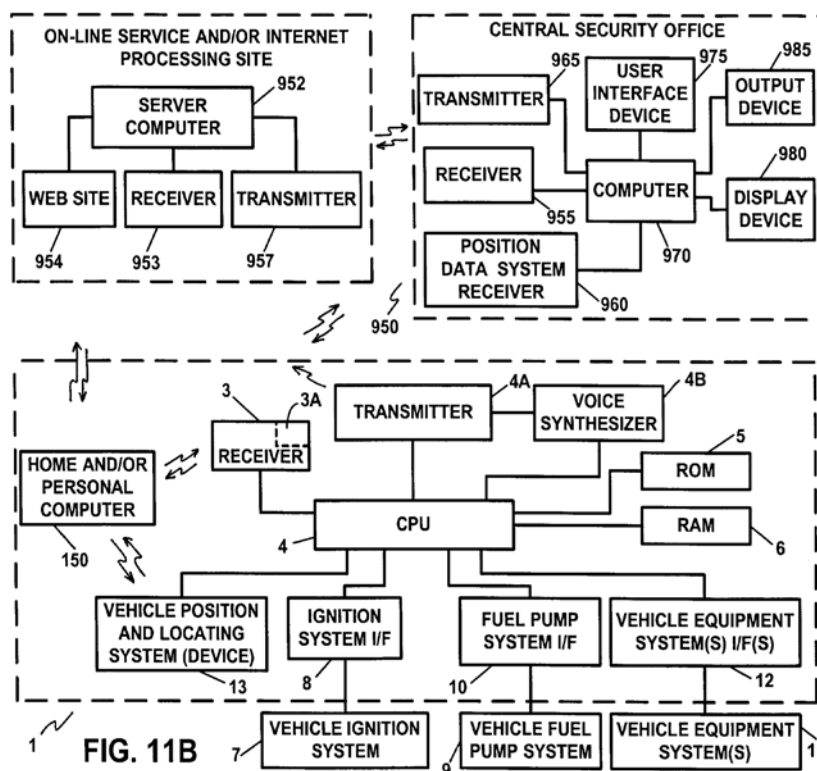 ON-LINE SERVICE AND/OR INTERNET
PROCESSING SITE
952
SERVER
COMPUTER
WEB SITE
RECEIVER
TRANSMITTER
954
953
957
CENTRAL SECURITY OFFICE
965
975
985
TRANSMITTER
USER
INTERFACE
DEVICE
OUTPUT
DEVICE
RECEIVER
955
COMPUTER
970
980
DISPLAY
DEVICE
POSITION
DATA SYSTEM
RECEIVER
960
950
3
3A
RECEIVER
4A
TRANSMITTER
4B
VOICE
SYNTHESIZER
5
ROM
HOME AND/OR
PERSONAL
COMPUTER
150
CPU
4
RAM
6
VEHICLE POSITION
AND LOCATING
SYSTEM (DEVICE)
13
IGNITION
SYSTEM I/F
8
FUEL PUMP
SYSTEM I/F
10
VEHICLE EQUIPMENT
SYSTEM(S) I/F(S)
12
1
FIG. 11B
7
VEHICLE IGNITION
SYSTEM
9
VEHICLE FUEL
PUMP SYSTEM
VEHICLE EQUIPMENT
SYSTEM(S)